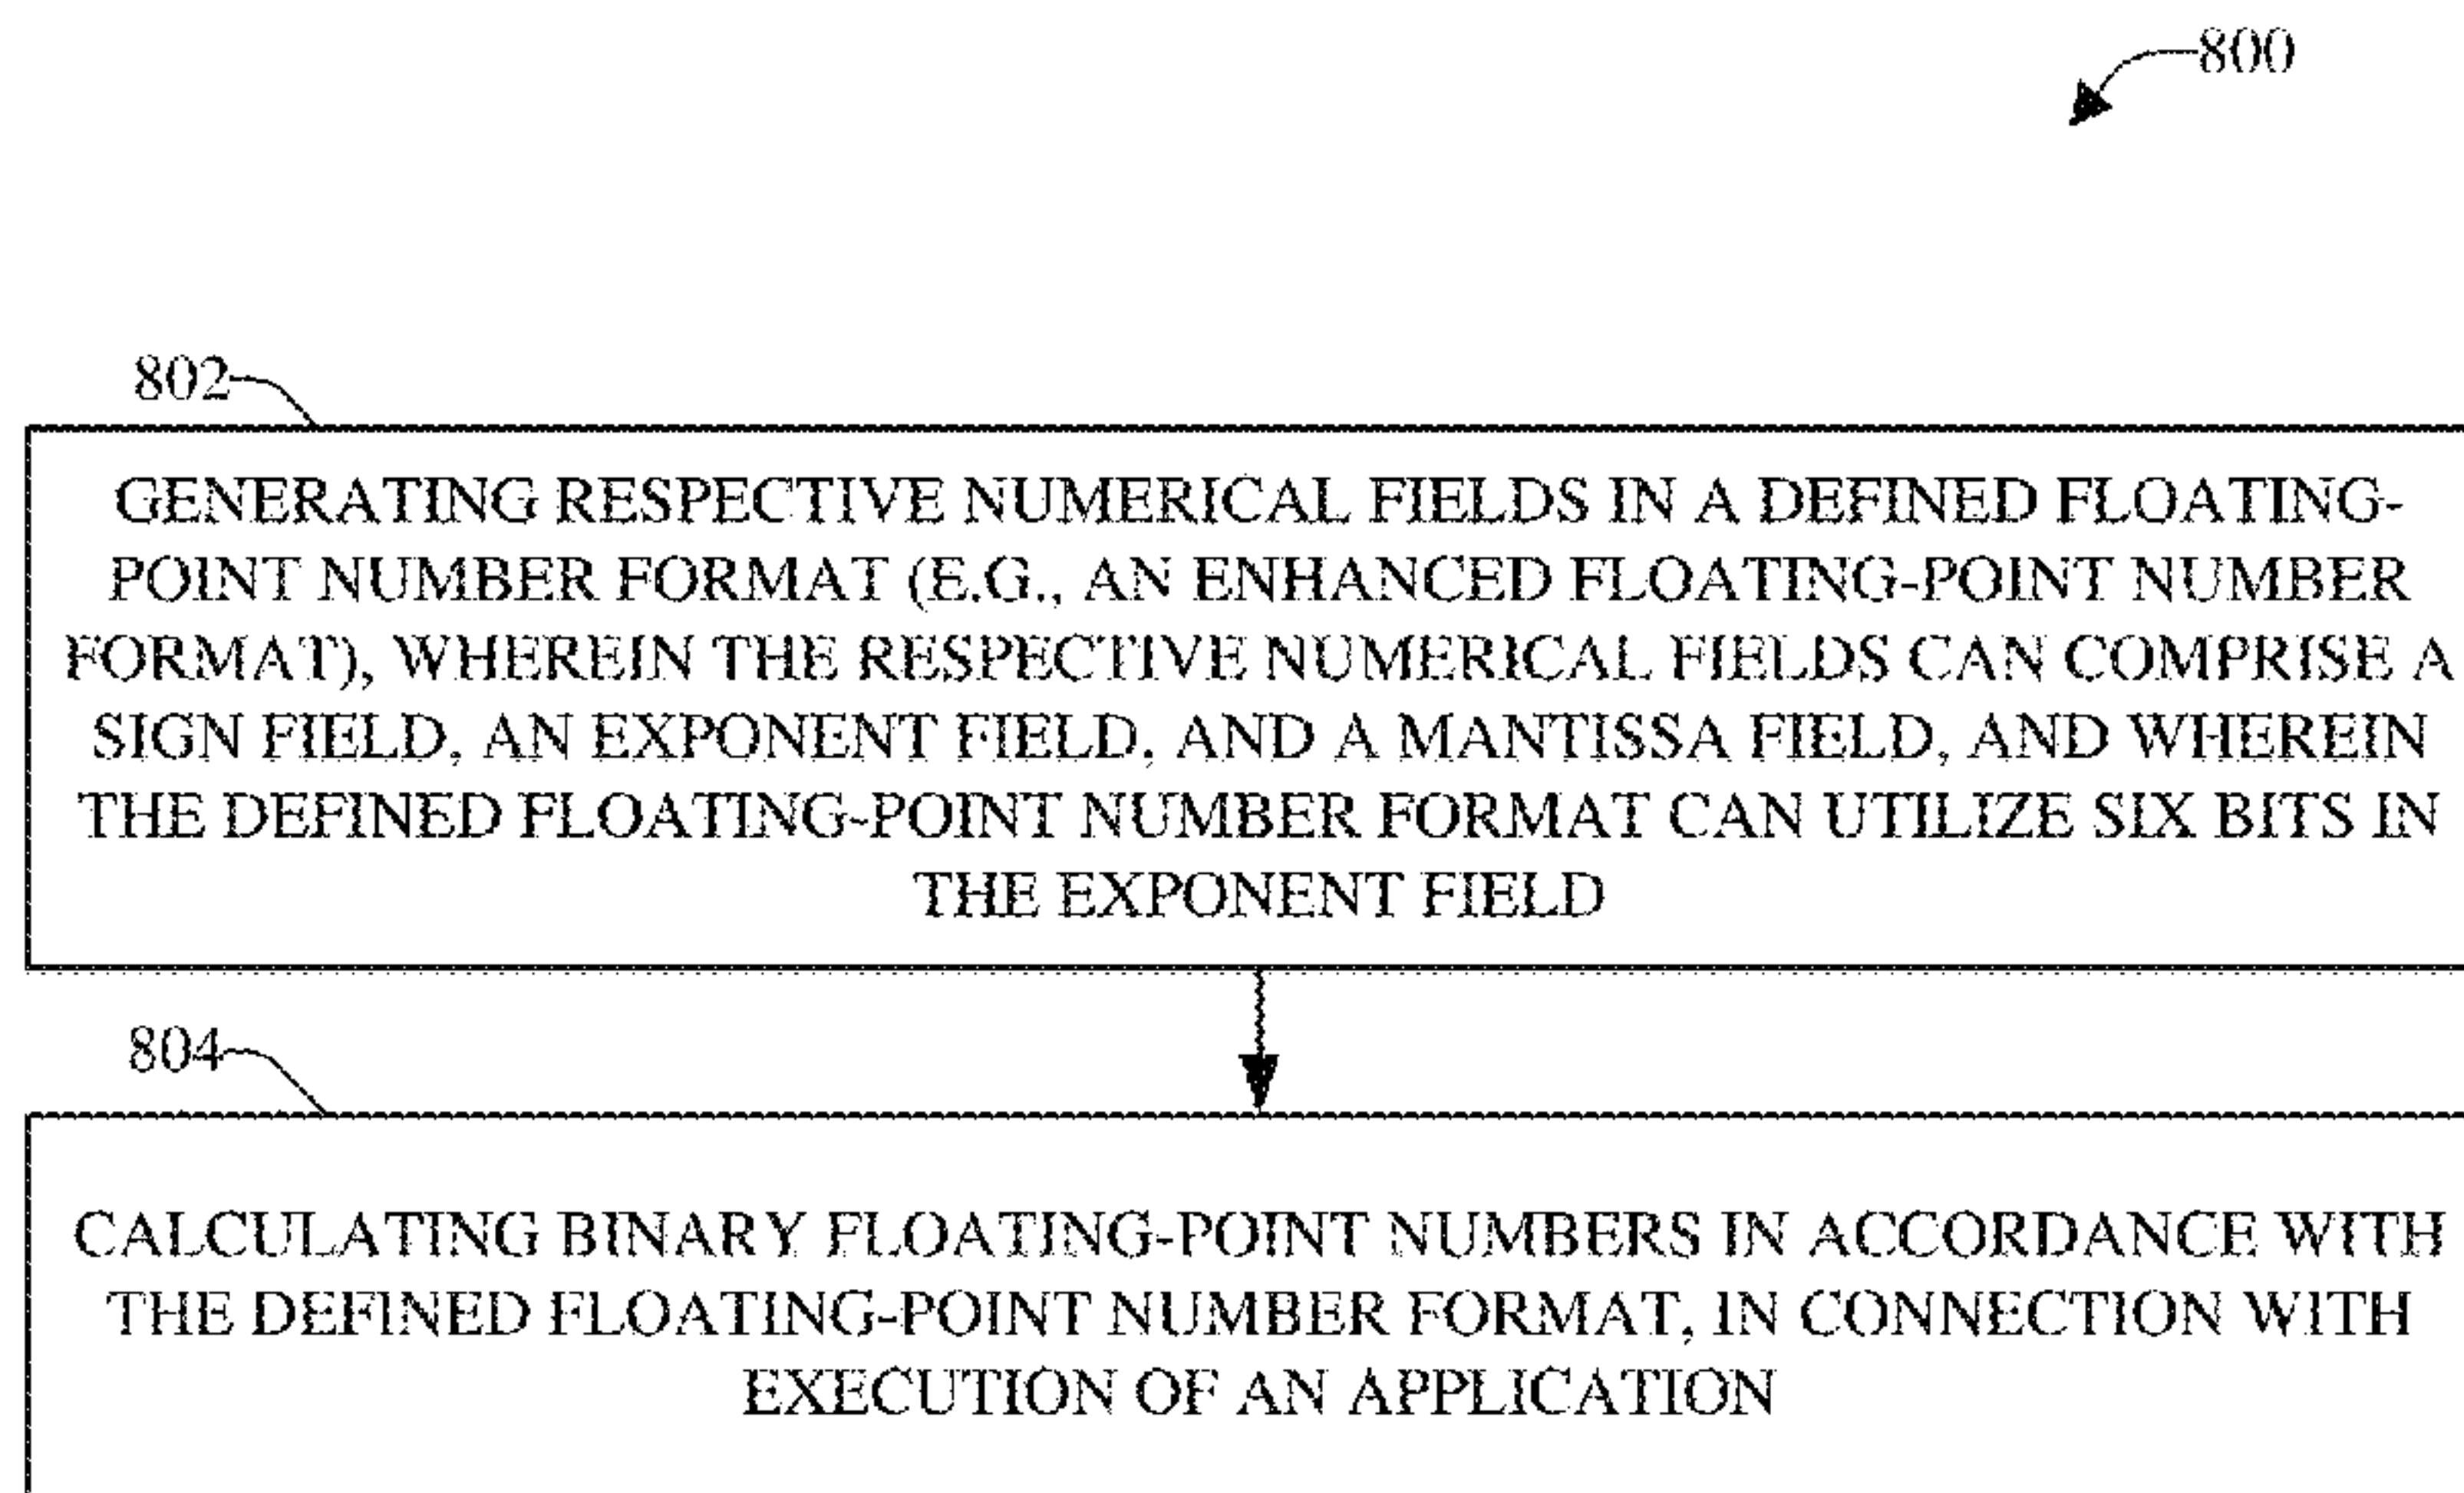 800
802
GENERATING RESPECTIVE NUMERICAL FIELDS IN A DEFINED FLOATING-
POINT NUMBER FORMAT (E.G., AN ENHANCED FLOATING-POINT NUMBER
FORMAT), WHEREIN THE RESPECTIVE NUMERICAL FIELDS CAN COMPRISE A
SIGN FIELD, AN EXPONENT FIELD, AND A MANTISSA FIELD, AND WHEREIN
THE DEFINED FLOATING-POINT NUMBER FORMAT CAN UTILIZE SIX BITS IN
THE EXPONENT FIELD
804
CALCULATING BINARY FLOATING-POINT NUMBERS IN ACCORDANCE WITH
THE DEFINED FLOATING-POINT NUMBER FORMAT, IN CONNECTION WITH
EXECUTION OF AN APPLICATION